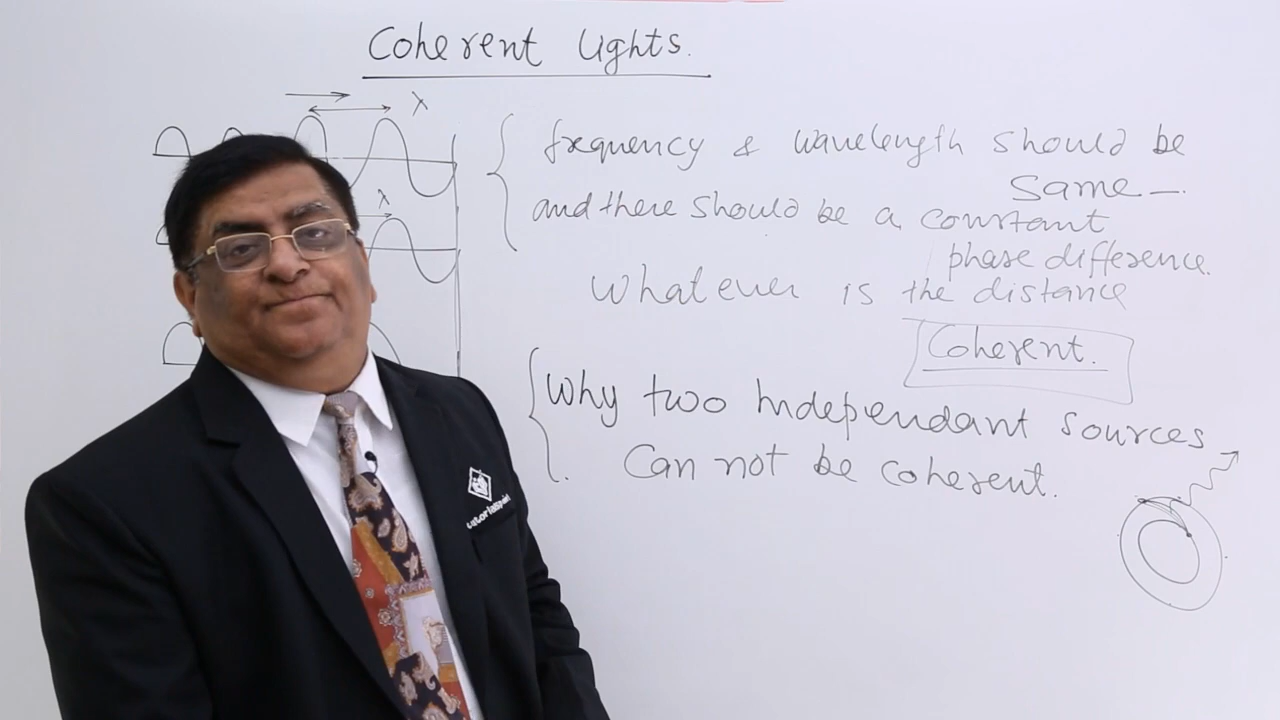 Coherent Lights.
λ
λ
frequency & wavelength should be
same —.
and there should be a constant
phase difference.
Whatever is the distance
Coherent.
Why two Independant sources
Can not be coherent.
tutorialspoint